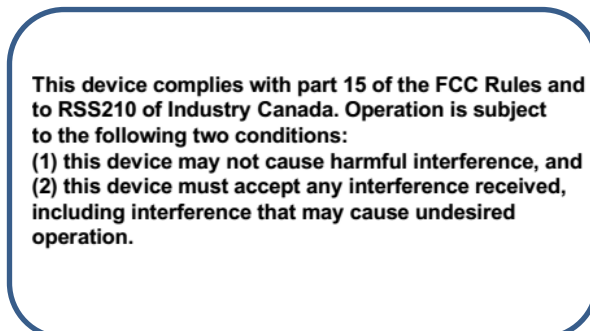 This device complies with part 15 of the FCC Rules and
to RSS210 of Industry Canada. Operation is subject
to the following two conditions:
(1) this device may not cause harmful interference, and
(2) this device must accept any interference received,
including interference that may cause undesired
operation.